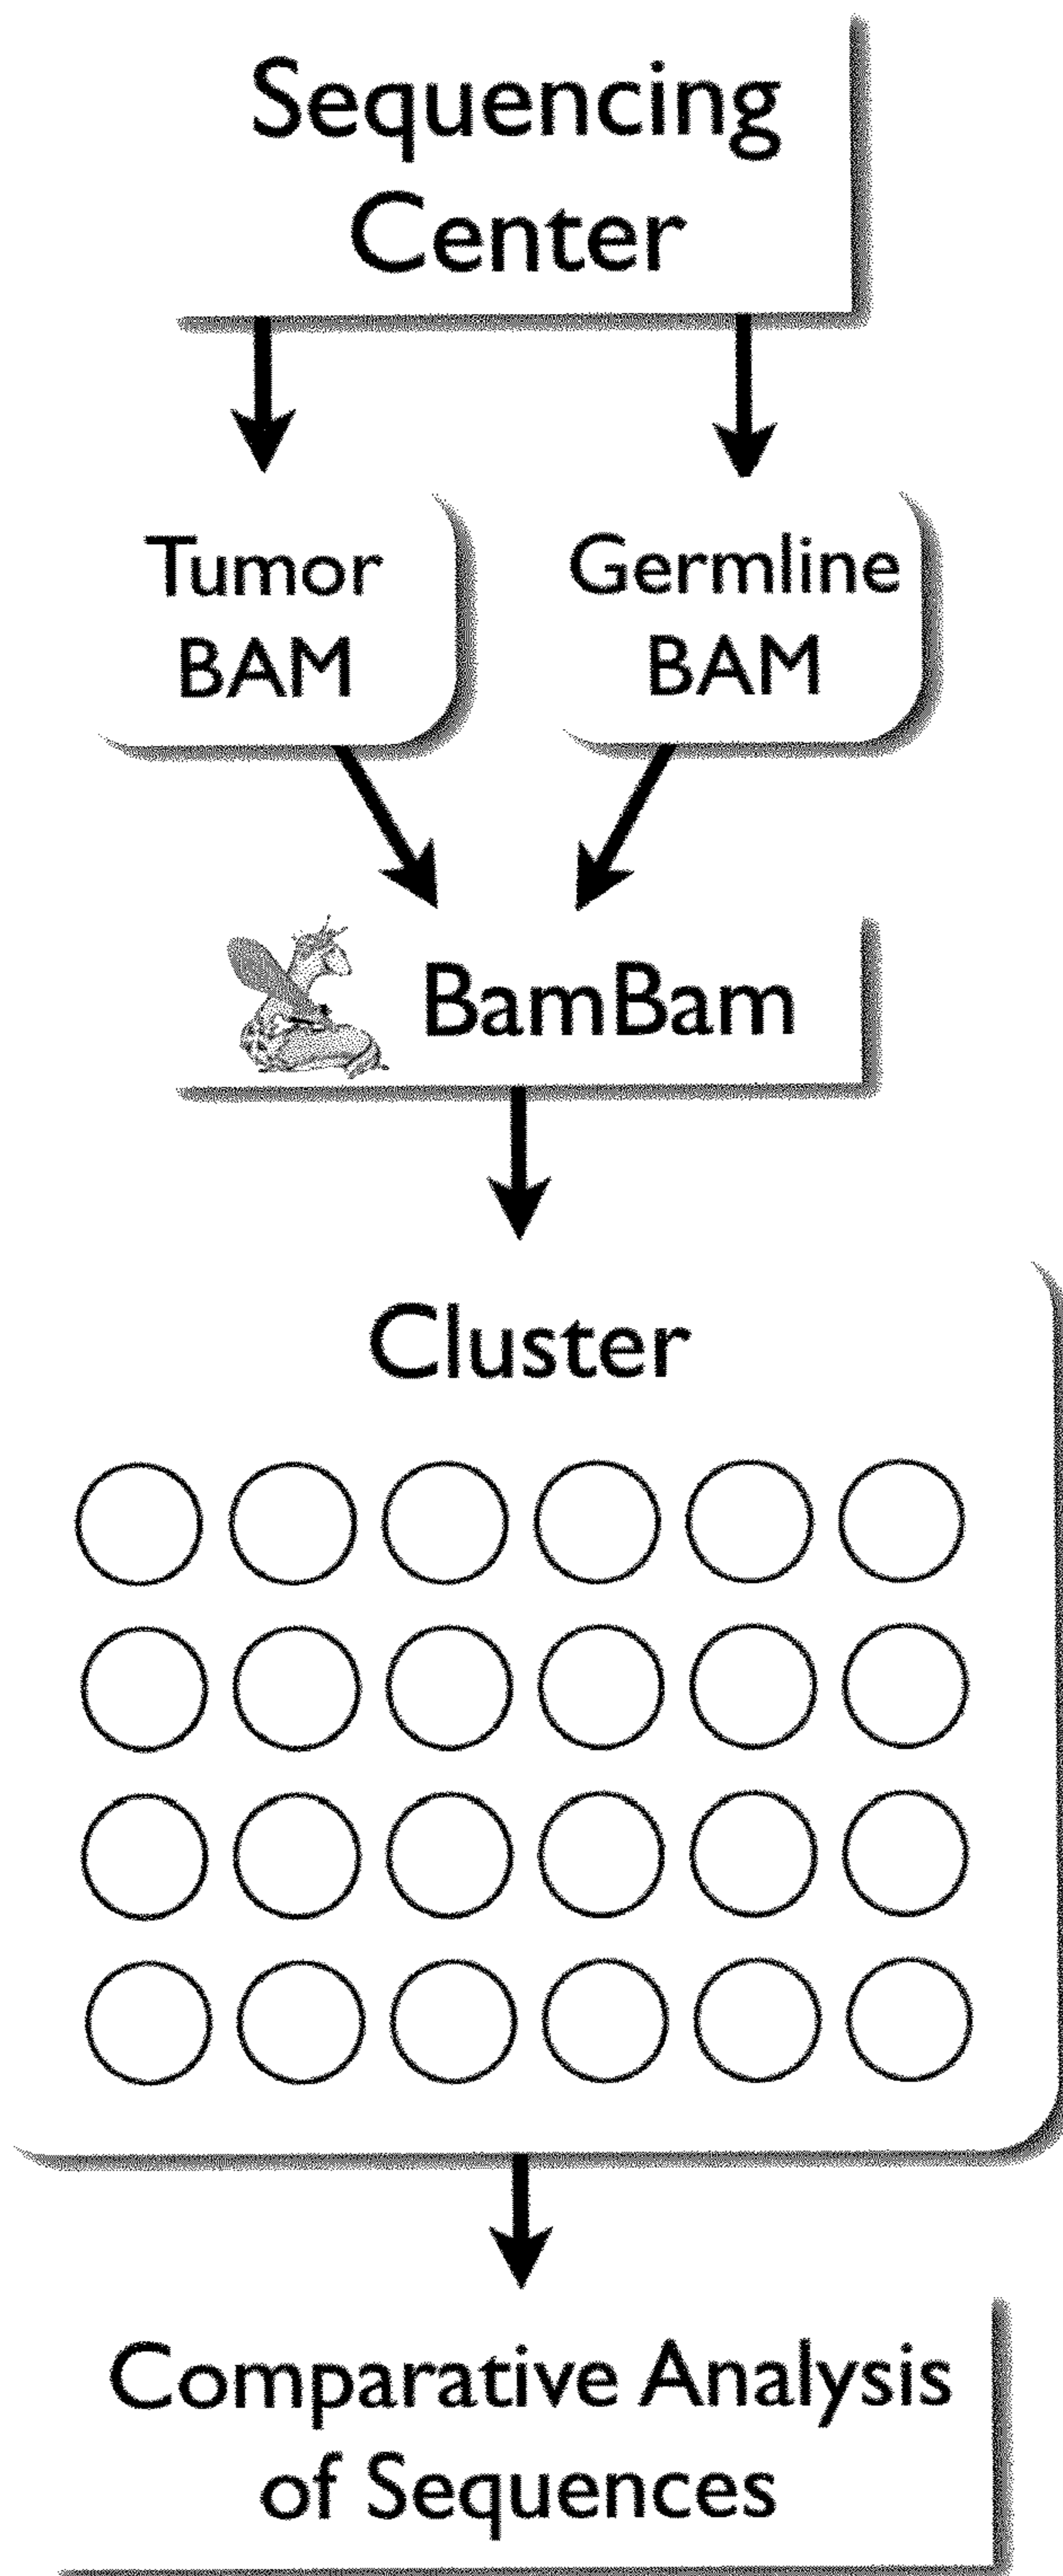 Sequencing
Center
Tumor
BAM
Germline
BAM
BamBam
Cluster
Comparative Analysis
of Sequences